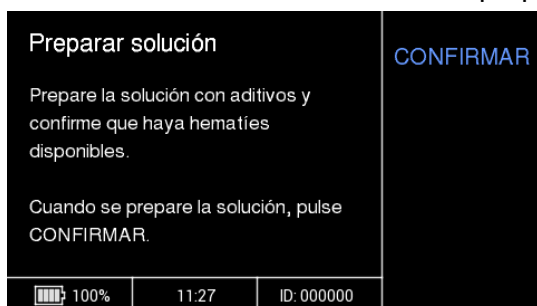 Preparar solución
CONFIRMAR
Prepare la solución con aditivos y
confirme que haya hematíes
disponibles.
Cuando se prepare la solución, pulse
CONFIRMAR.
100%
11:27
ID: 000000